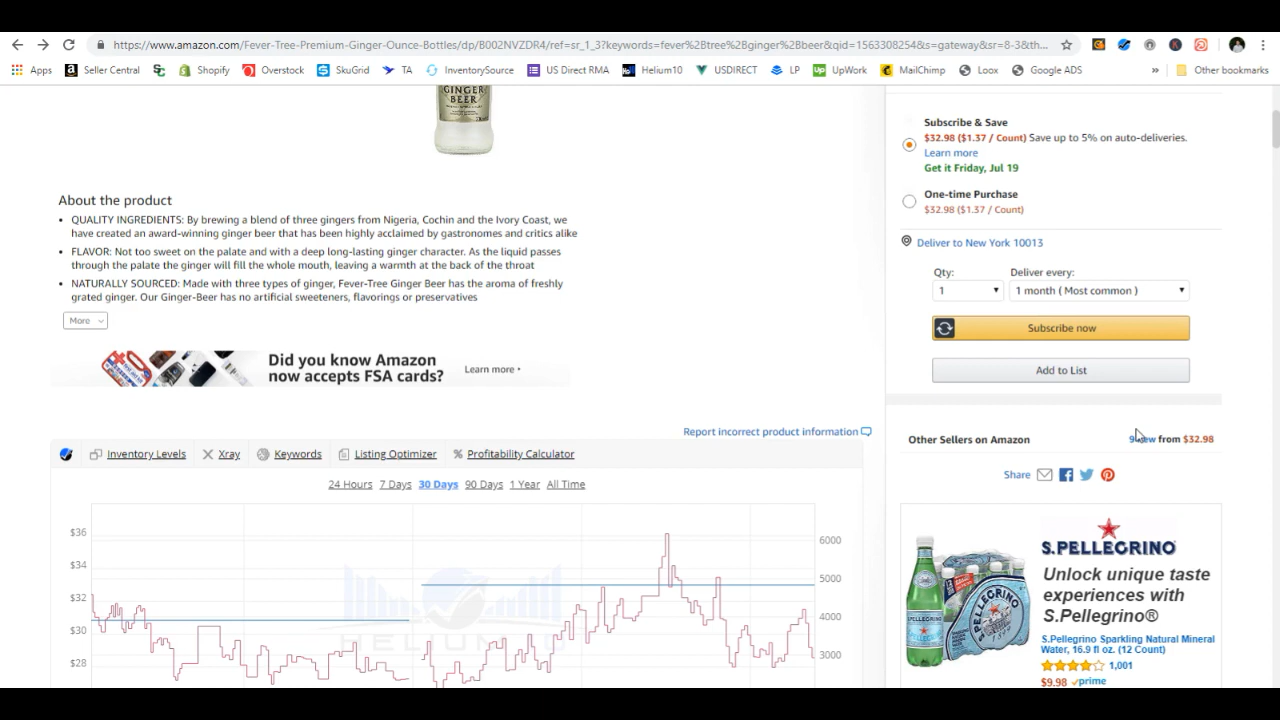 https://www.amazon.com/Fever-Tree-Premium-Ginger-Ounce-Bottles/dp/B002NVZDR4/ref=sr_1_3?keywords=fever%2Btree%2Bginger%2Bbeer&qid=1563308254&s=gateway&sr=8-3&th...
Apps Seller Central Shopify Overstock SkuGrid TA InventorySource US Direct RMA Helium10 USDIRECT LP UpWork MailChimp Loox Google ADS » Other bookmarks
GINGER
BEER
Subscribe & Save
$32.98 ($1.37 / Count) Save up to 5% on auto-deliveries.
Learn more
Get it Friday, Jul 19
One-time Purchase
$32.98 ($1.37 / Count)
Deliver to New York 10013
Qty: Deliver every:
1 1 month ( Most common )
Subscribe now
Add to List
Other Sellers on Amazon
new from $32.98
Share
About the product
• QUALITY INGREDIENTS: By brewing a blend of three gingers from Nigeria, Cochin and the Ivory Coast, we
have created an award-winning ginger beer that has been highly acclaimed by gastronomes and critics alike
• FLAVOR: Not too sweet on the palate and with a deep long-lasting ginger character. As the liquid passes
through the palate the ginger will fill the whole mouth, leaving a warmth at the back of the throat
• NATURALLY SOURCED: Made with three types of ginger, Fever-Tree Ginger Beer has the aroma of freshly
grated ginger. Our Ginger-Beer has no artificial sweeteners, flavorings or preservatives
More
Did you know Amazon
now accepts FSA cards?
Learn more
Report incorrect product information
Inventory Levels Xray Keywords Listing Optimizer Profitability Calculator
24 Hours 7 Days 30 Days 90 Days 1 Year All Time
$36
$34
$32
$30
$28
6000
5000
4000
3000
HELIUM
S.PELLEGRINO
Unlock unique taste
experiences with
S.Pellegrino®
S.Pellegrino Sparkling Natural Mineral
Water, 16.9 fl. oz. (12 Count)
1,001
$9.98 prime